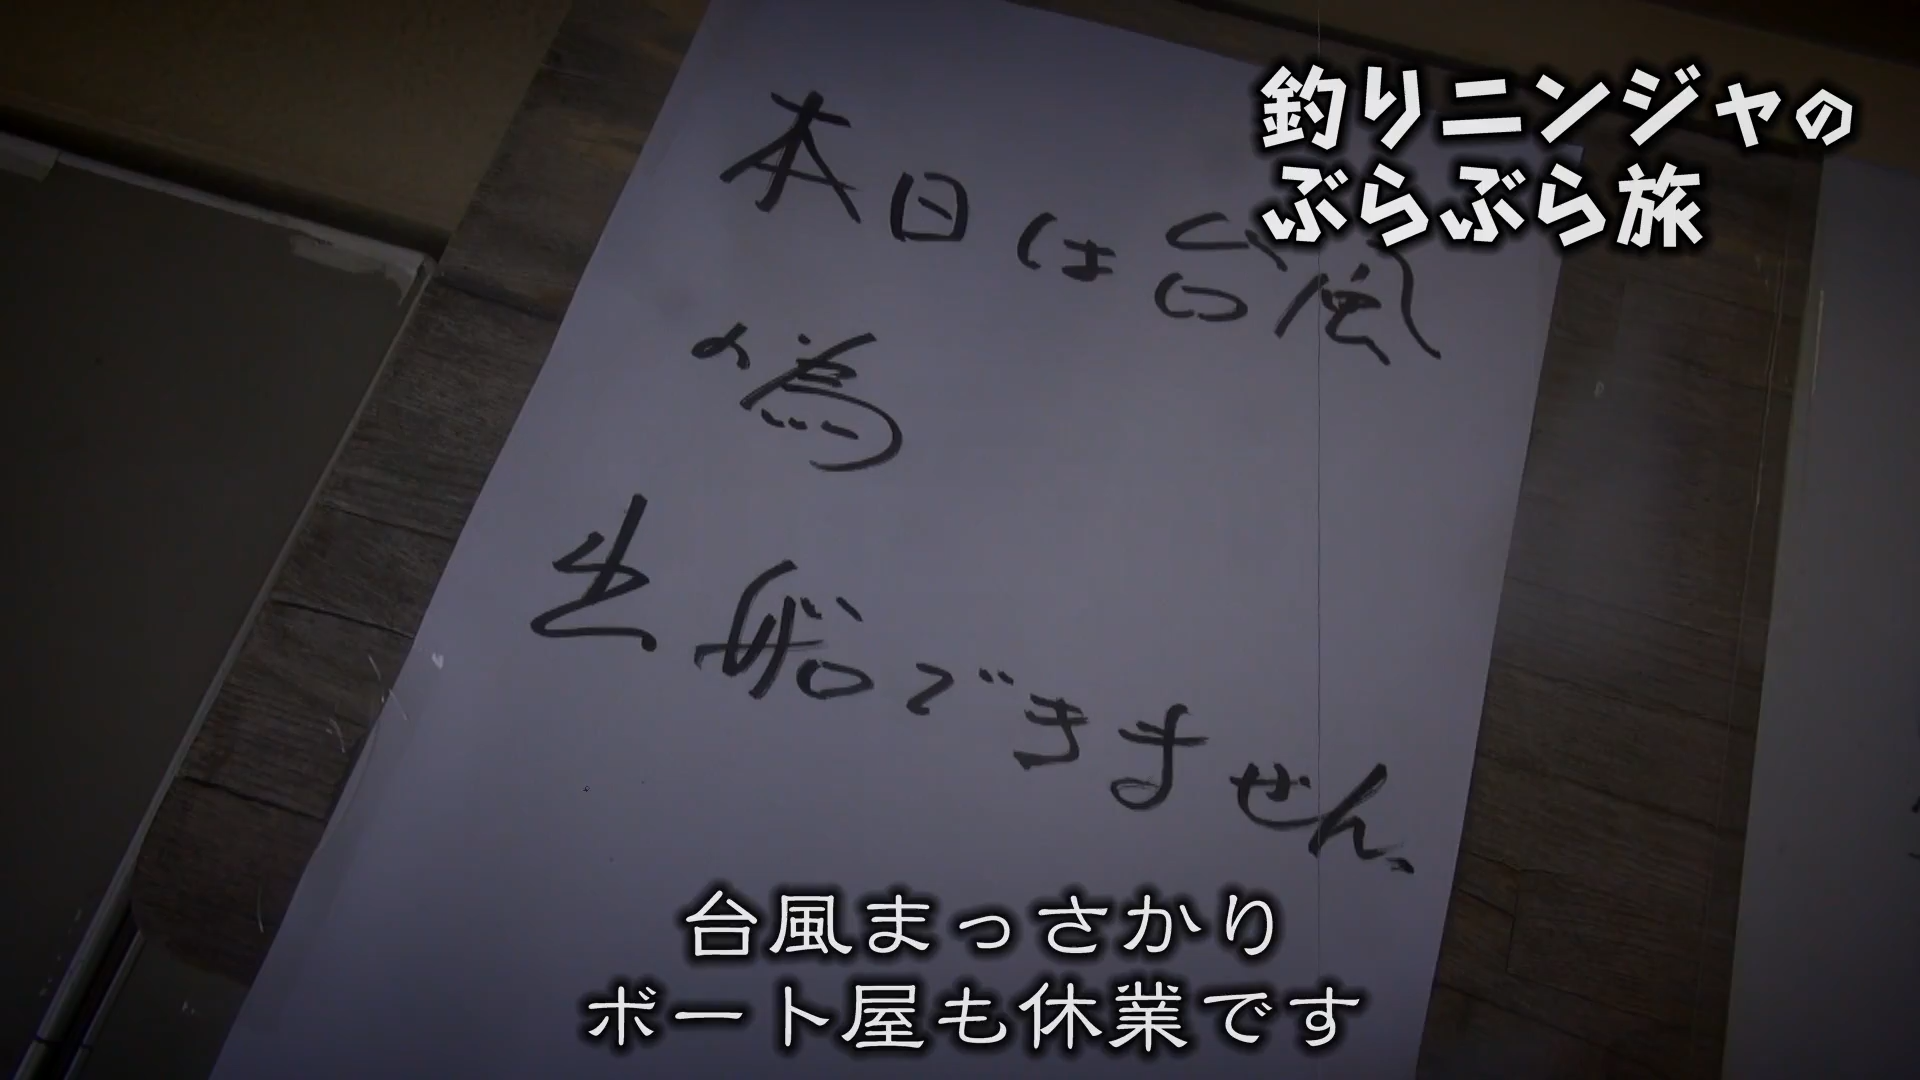 釣りニンジャの
ぶらぶら旅
本日は台風
の為
出船できません。
台風まっさかり
ボート屋も休業です